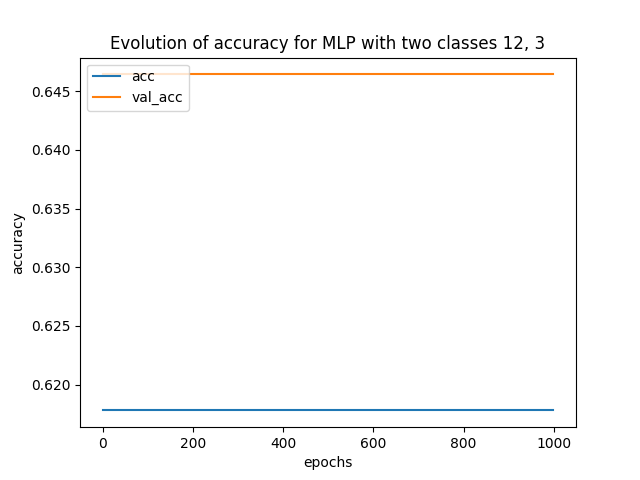 Evolution of accuracy for MLP with two classes 12, 3
acc
val_acc
0.645
0.640
0.635
0.630
0.625
0.620
accuracy
0 200 400 600 800 1000
epochs